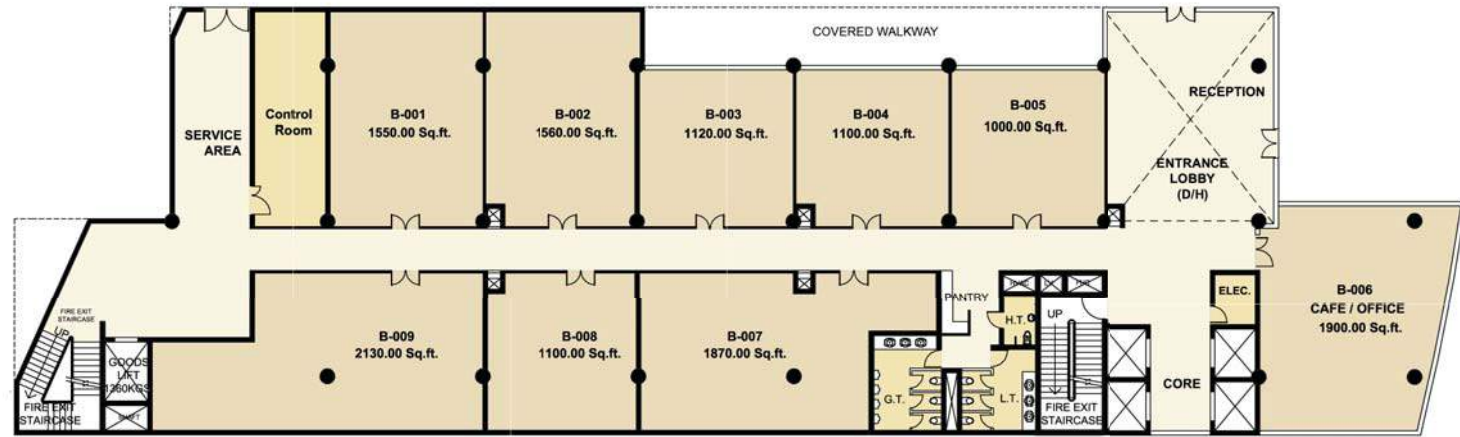 COVERED WALKWAY
SERVICE
AREA
Control
Room
B-001
1550.00 Sq.ft.
B-002
1560.00 Sq.ft.
B-003
1120.00 Sq.ft.
B-004
1100.00 Sq.ft.
B-005
1000.00 Sq.ft.
RECEPTION
ENTRANCE
LOBBY
(D/H)
B-006
CAFE / OFFICE
1900.00 Sq.ft.
FIRE EXIT
STAIRCASE
UP
GOODS
LIFT
1360KGS
SHAFT
FIRE EXIT
STAIRCASE
B-009
2130.00 Sq.ft.
B-008
1100.00 Sq.ft.
B-007
1870.00 Sq.ft.
PANTRY
H.T.
G.T.
L.T.
UP
FIRE EXIT
STAIRCASE
CORE
ELEC.